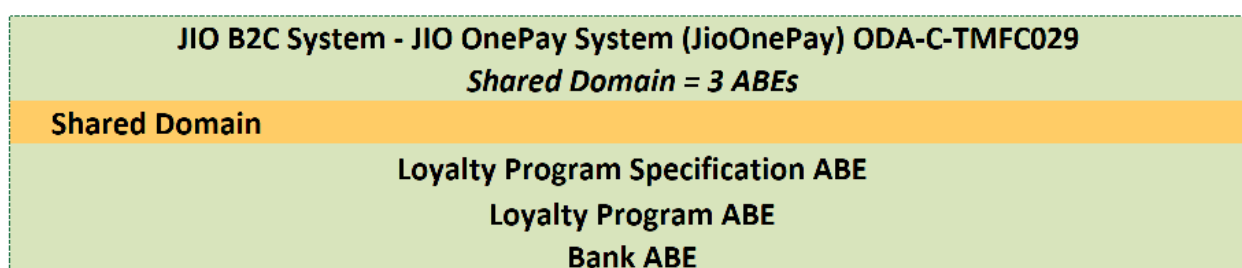 JIO B2C System - JIO OnePay System (JioOnePay) ODA-C-TMFC029
Shared Domain = 3 ABEs
Shared Domain
Loyalty Program Specification ABE
Loyalty Program ABE
Bank ABE